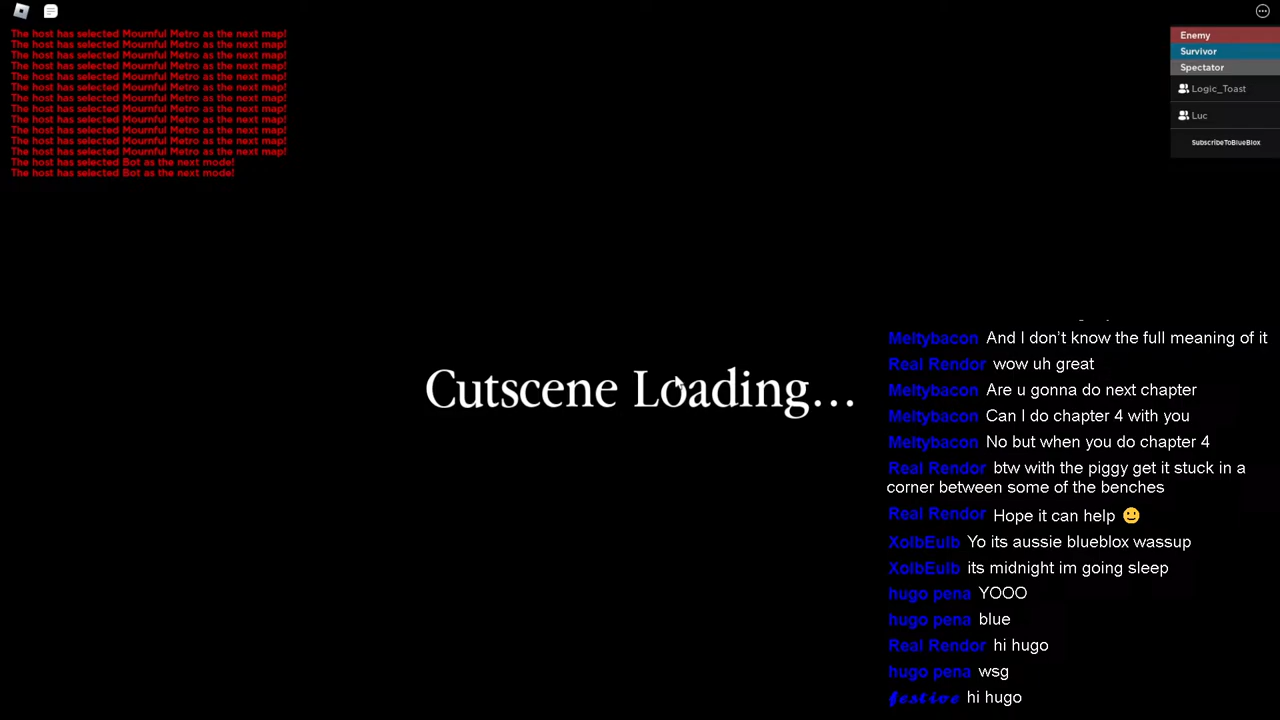 The host has selected Mournful Metro as the next map!
The host has selected Mournful Metro as the next map!
The host has selected Mournful Metro as the next map!
The host has selected Mournful Metro as the next map!
The host has selected Mournful Metro as the next map!
The host has selected Mournful Metro as the next map!
The host has selected Mournful Metro as the next map!
The host has selected Mournful Metro as the next map!
The host has selected Mournful Metro as the next map!
The host has selected Mournful Metro as the next map!
The host has selected Mournful Metro as the next map!
The host has selected Mournful Metro as the next map!
The host has selected Bot as the next mode!
The host has selected Bot as the next mode!
Enemy
Survivor
Spectator
Logic_Toast
Luc
SubscribeToBlueBlox
Cutscene Loading...
Meltybacon And I don’t know the full meaning of it
Real Rendor wow uh great
Meltybacon Are u gonna do next chapter
Meltybacon Can I do chapter 4 with you
Meltybacon No but when you do chapter 4
Real Rendor btw with the piggy get it stuck in a
corner between some of the benches
Real Rendor Hope it can help 🙂
XolbEulb Yo its aussie blueblox wassup
XolbEulb its midnight im going sleep
hugo pena YOOO
hugo pena blue
Real Rendor hi hugo
hugo pena wsg
𝓯𝓮𝓼𝓽𝓲𝓿𝓮 hi hugo